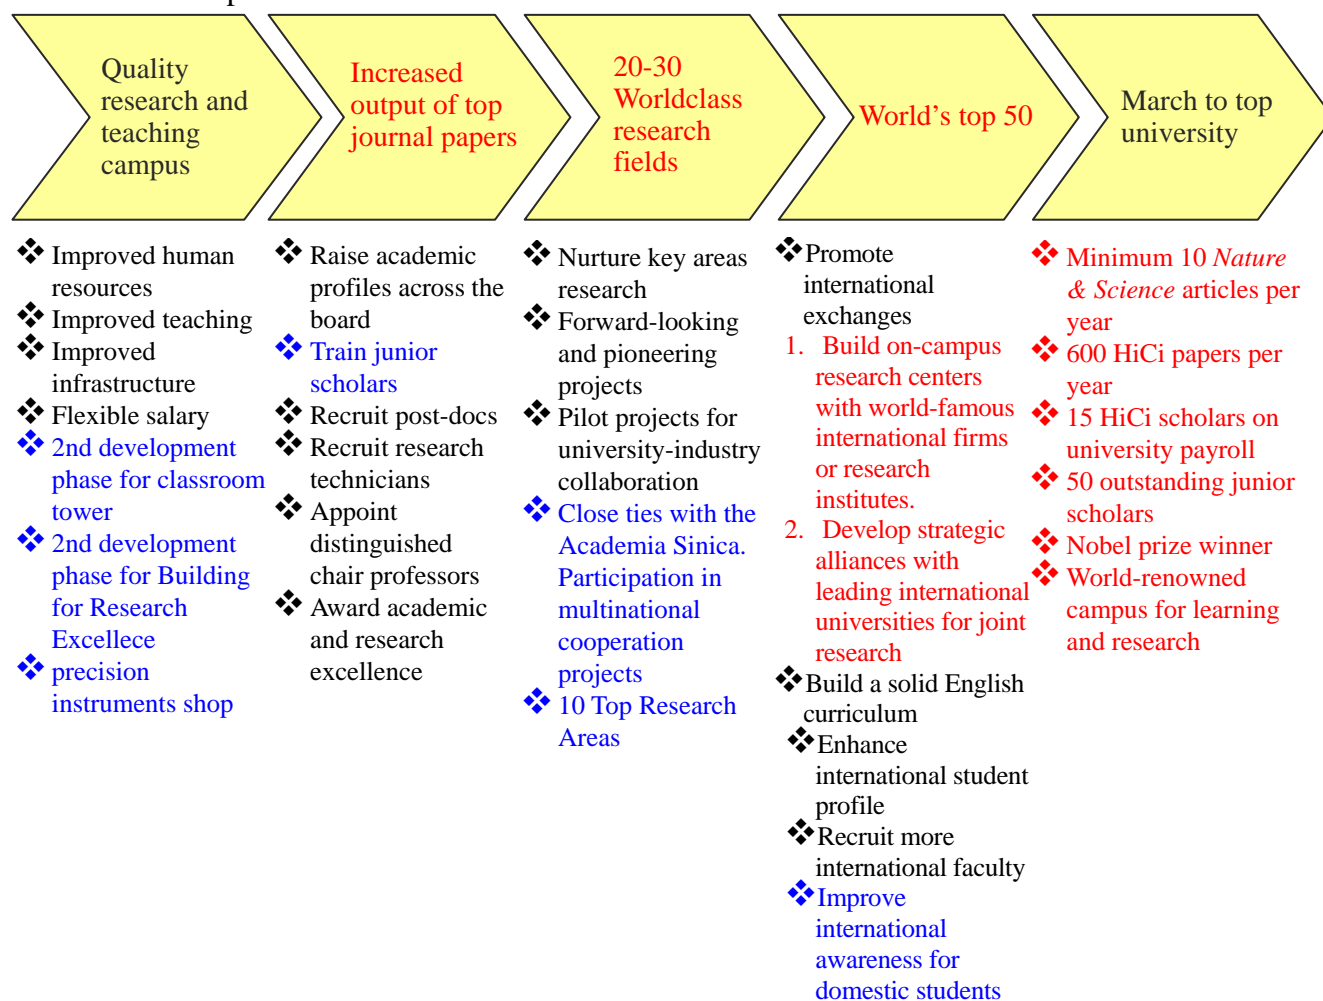 Quality
research and
teaching
campus
Increased
output of top
journal papers
20-30
Worldclass
research
fields
World's top 50
March to top
university
❖ Improved human
resources
❖ Improved teaching
❖ Improved
infrastructure
❖ Flexible salary
❖ 2nd development
phase for classroom
tower
❖ 2nd development
phase for Building
for Research
Excellece
❖ precision
instruments shop
❖ Raise academic
profiles across the
board
❖ Train junior
scholars
❖ Recruit post-docs
❖ Recruit research
technicians
❖ Appoint
distinguished
chair professors
❖ Award academic
and research
excellence
❖ Nurture key areas
research
❖ Forward-looking
and pioneering
projects
❖ Pilot projects for
university-industry
collaboration
❖ Close ties with the
Academia Sinica.
Participation in
multinational
cooperation
projects
❖ 10 Top Research
Areas
❖Promote
international
exchanges
1. Build on-campus
research centers
with world-famous
international firms
or research
institutes.
2. Develop strategic
alliances with
leading international
universities for joint
research
❖Build a solid English
curriculum
❖Enhance
international student
profile
❖Recruit more
international faculty
❖Improve
international
awareness for
domestic students
❖ Minimum 10 Nature
& Science articles per
year
❖ 600 HiCi papers per
year
❖ 15 HiCi scholars on
university payroll
❖ 50 outstanding junior
scholars
❖ Nobel prize winner
❖ World-renowned
campus for learning
and research